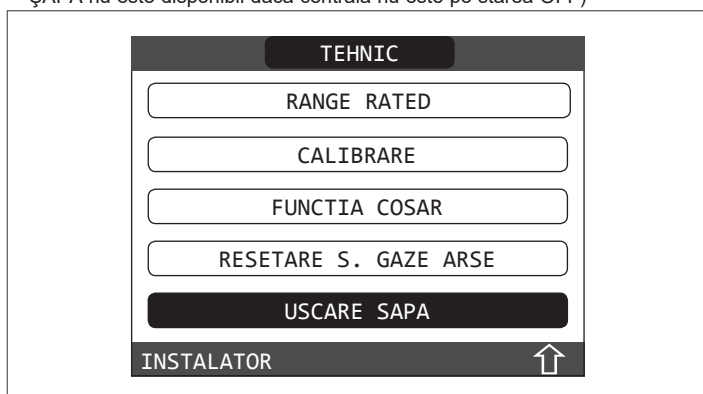 TEHNIC
RANGE RATED
CALIBRARE
FUNCTIA COSAR
RESETARE S. GAZE ARSE
USCARE SAPA
INSTALATOR